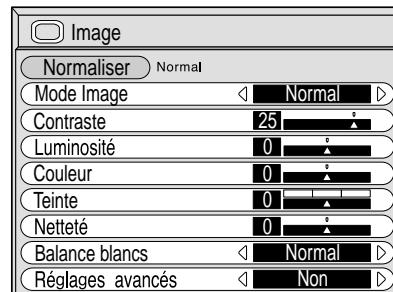 Image
Normaliser Normal
Mode Image Normal
Contraste 25
Luminosité 0
Couleur 0
Teinte 0
Netteté 0
Balance blancs Normal
Réglages avancés Non